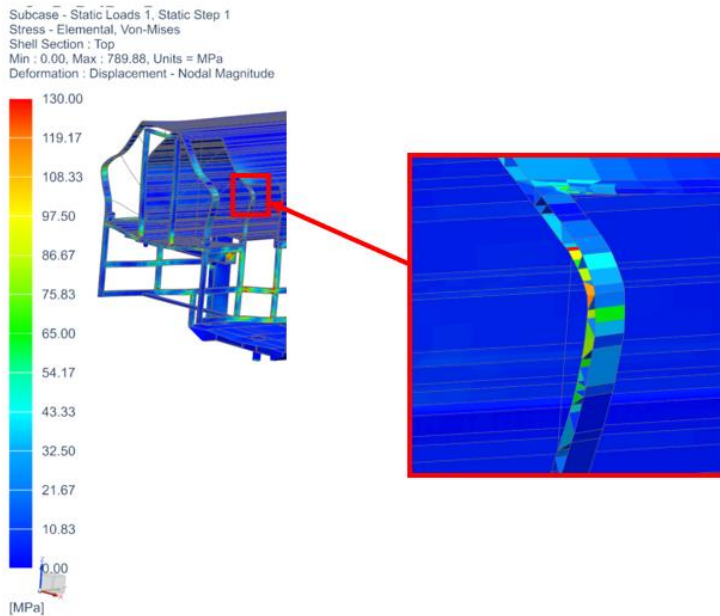 Subcase - Static Loads 1, Static Step 1
Stress - Elemental, Von-Mises
Shell Section : Top
Min : 0.00, Max : 789.88, Units = MPa
Deformation : Displacement - Nodal Magnitude
130.00
119.17
108.33
97.50
86.67
75.83
65.00
54.17
43.33
32.50
21.67
10.83
0.00
[MPa]